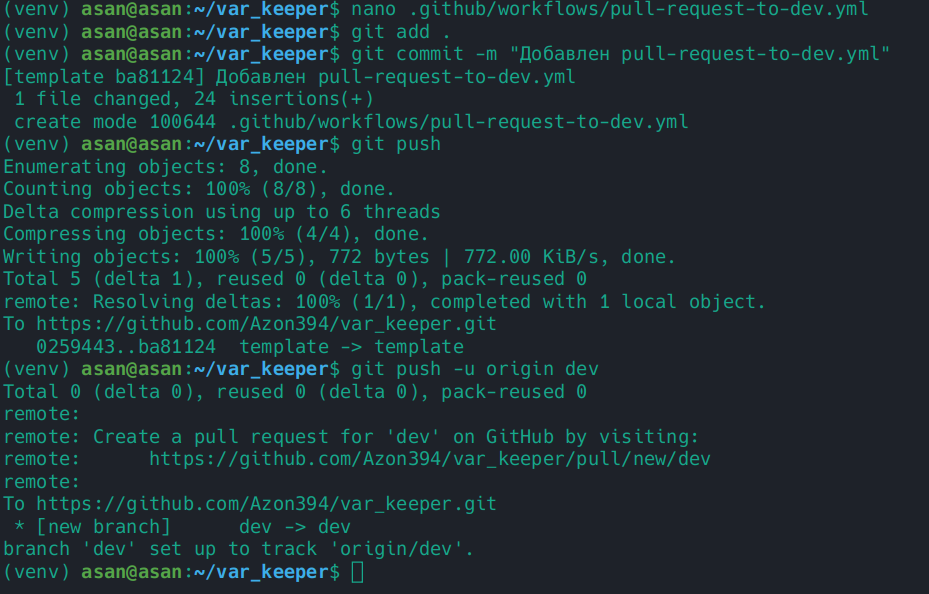 (venv) asan@asan:~/var_keeper$ nano .github/workflows/pull-request-to-dev.yml
(venv) asan@asan:~/var_keeper$ git add .
(venv) asan@asan:~/var_keeper$ git commit -m "Добавлен pull-request-to-dev.yml"
[template ba81124] Добавлен pull-request-to-dev.yml
 1 file changed, 24 insertions(+)
 create mode 100644 .github/workflows/pull-request-to-dev.yml
(venv) asan@asan:~/var_keeper$ git push
Enumerating objects: 8, done.
Counting objects: 100% (8/8), done.
Delta compression using up to 6 threads
Compressing objects: 100% (4/4), done.
Writing objects: 100% (5/5), 772 bytes | 772.00 KiB/s, done.
Total 5 (delta 1), reused 0 (delta 0), pack-reused 0
remote: Resolving deltas: 100% (1/1), completed with 1 local object.
To https://github.com/Azon394/var_keeper.git
   0259443..ba81124  template -> template
(venv) asan@asan:~/var_keeper$ git push -u origin dev
Total 0 (delta 0), reused 0 (delta 0), pack-reused 0
remote:
remote: Create a pull request for 'dev' on GitHub by visiting:
remote:      https://github.com/Azon394/var_keeper/pull/new/dev
remote:
To https://github.com/Azon394/var_keeper.git
 * [new branch]      dev -> dev
branch 'dev' set up to track 'origin/dev'.
(venv) asan@asan:~/var_keeper$